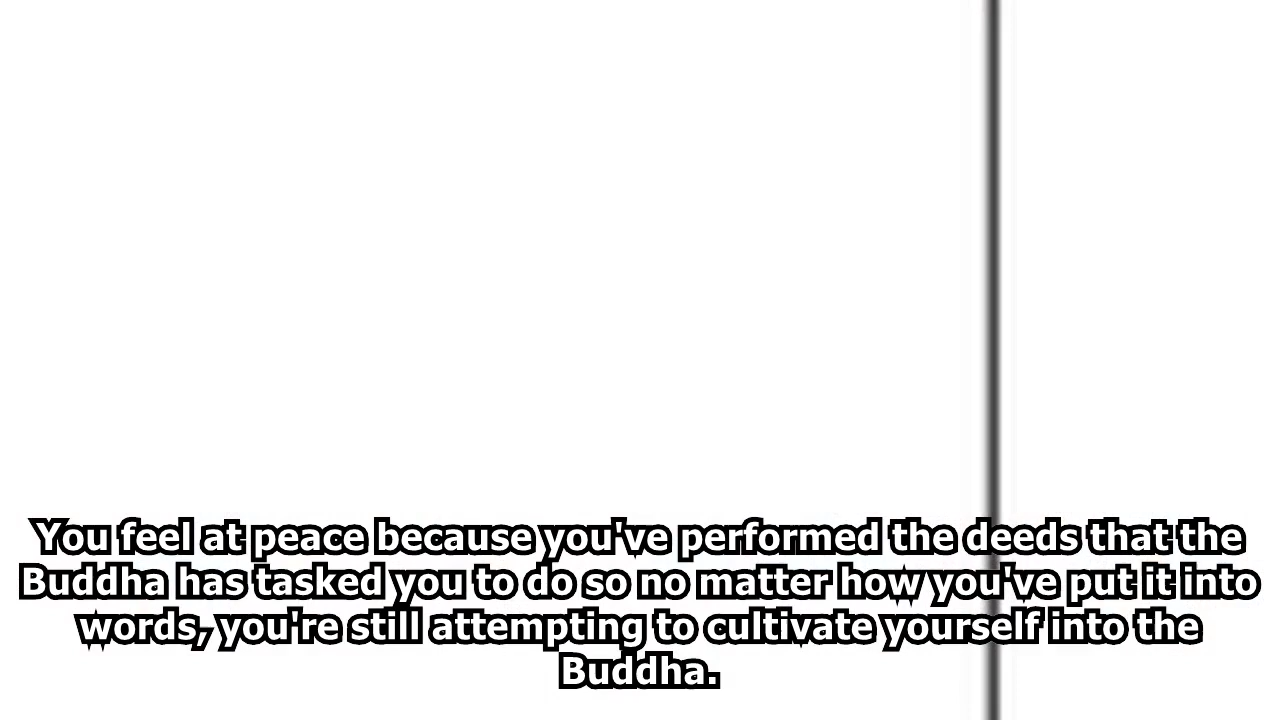 You feel at peace because you've performed the deeds that the
Buddha has tasked you to do so no matter how you've put it into
words, you're still attempting to cultivate yourself into the
Buddha.